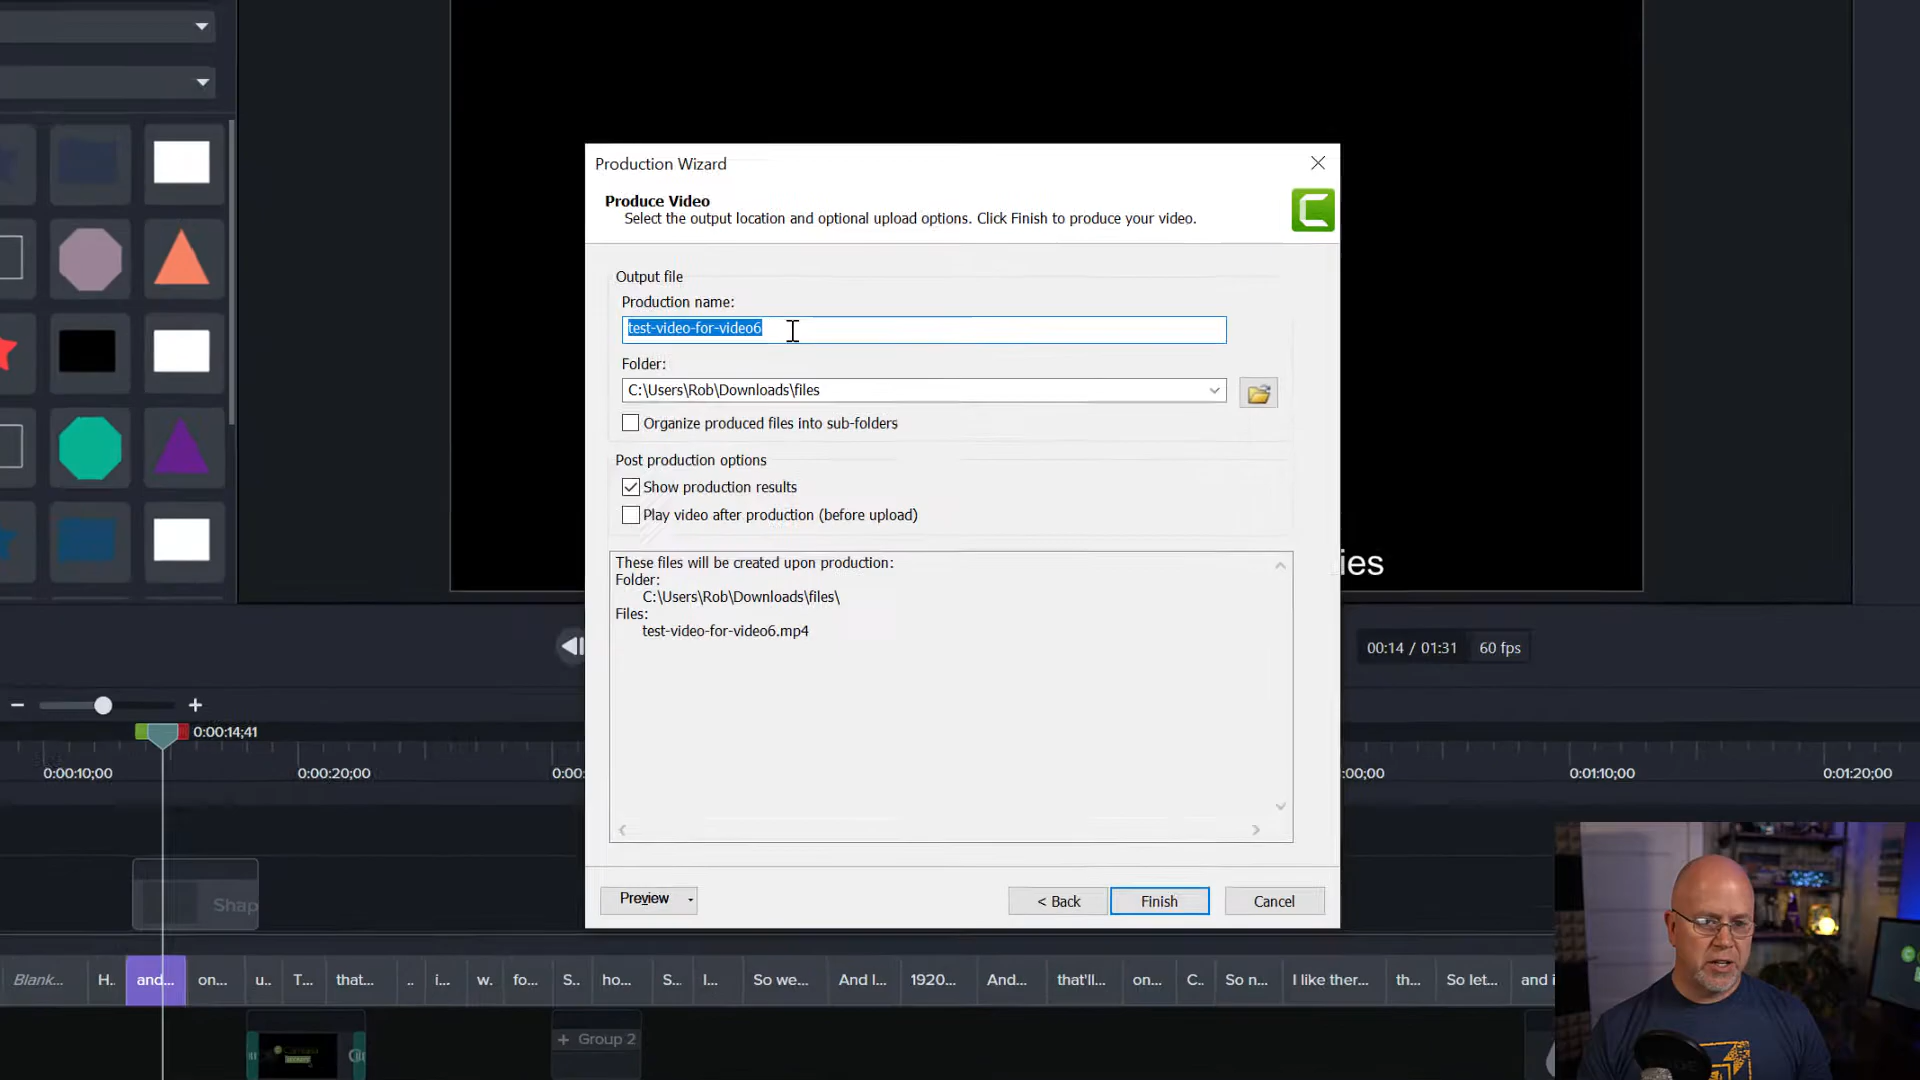 Production Wizard
Produce Video
Select the output location and optional upload options. Click Finish to produce your video.
Output file
Production name:
test-video-for-video6
Folder:
C:\Users\Rob\Downloads\files
Organize produced files into sub-folders
Post production options
Show production results
Play video after production (before upload)
These files will be created upon production:
Folder:
C:\Users\Rob\Downloads\files\
Files:
test-video-for-video6.mp4
ies
00:14 / 01:31 60 fps
0:00:14;41
0:00:10;00 0:00:20;00 0:00: :00;00 0:01:10;00 0:01:20;00
Preview < Back Finish Cancel
Shap
Blank... H.. and... on... u.. T... that... .. i... w. fo... S.. ho... S.. I... So we... And I... 1920... And... that'll... on... C.. So n... I like ther... th... So let... and i
+ Group 2